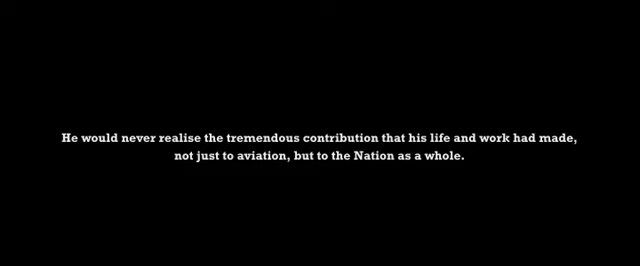 He would never realise the tremendous contribution that his life and work had made,
not just to aviation, but to the Nation as a whole.